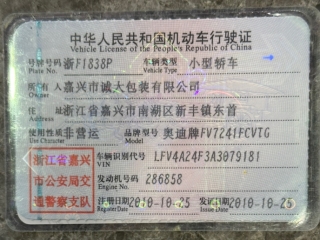 中华人民共和国机动车行驶证
Vehicle License of the People's Republic of China
号牌号码 浙F1838P 车辆类型 小型轿车
Plate No. Vehicle Type
所有人 嘉兴市诚大包装有限公司
Owner
住址 浙江省嘉兴市南湖区新丰镇东首
Address
使用性质 非营运 品牌型号 奥迪牌FV7241FCVTG
Use Character Model
浙江省嘉兴市公安局交通警察支队
车辆识别代号 LFV4A24F3A3079181
VIN
发动机号码 286858
Engine No.
注册日期 2010-10-25 发证日期 2010-10-25
Register Date Issue Date